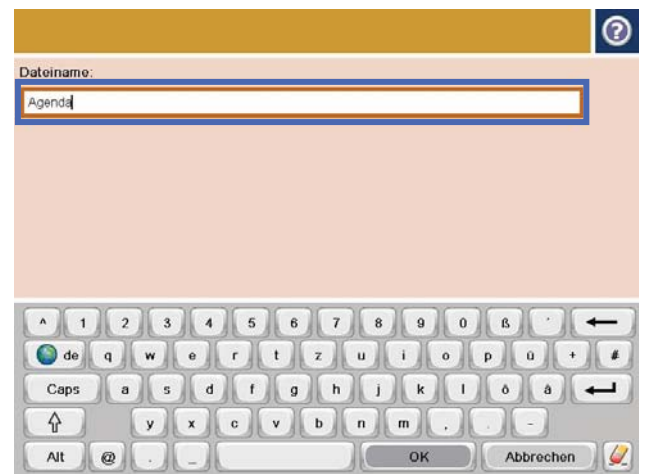 ?
Dateiname:
Agenda
^ 1 2 3 4 5 6 7 8 9 0 ß ´
de q w e r t z u i o p ü + #
Caps a s d f g h j k l ö ä
y x c v b n m , . -
Alt @ . _ OK Abbrechen